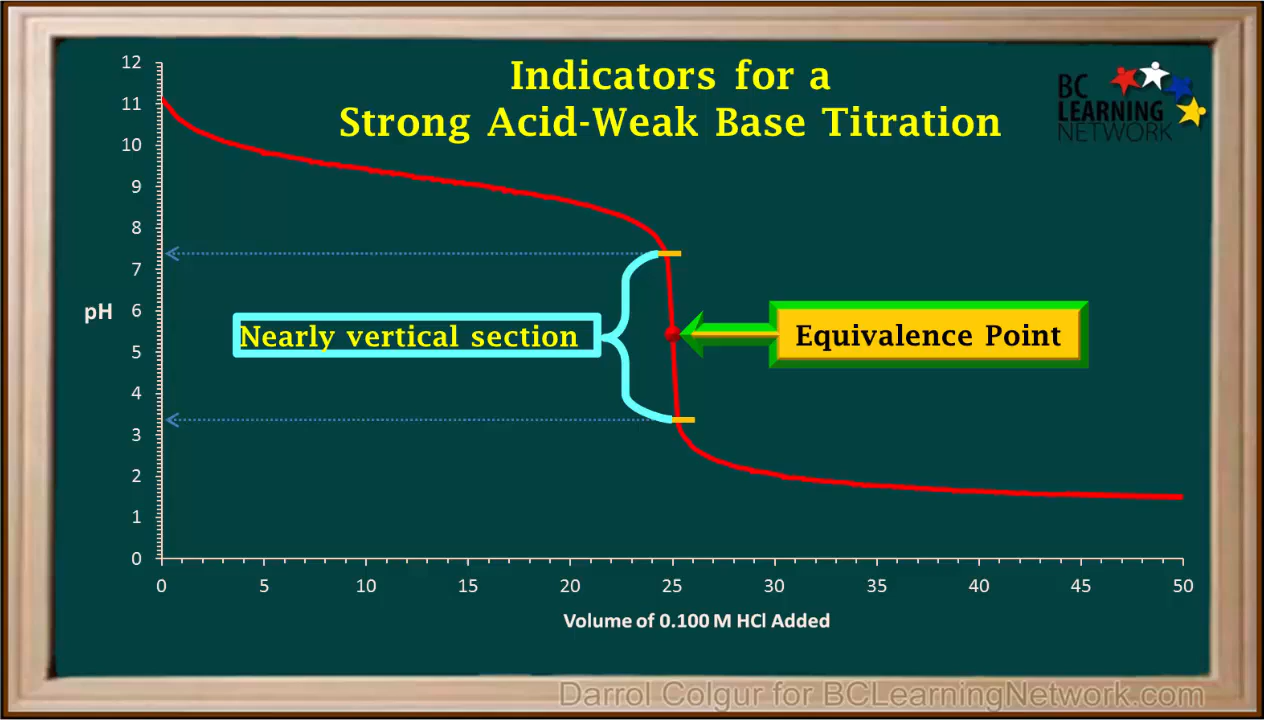 Indicators for a
Strong Acid-Weak Base Titration
BC
LEARNING
NETWORK
12
11
10
9
8
7
6
5
4
3
2
1
0
pH
Nearly vertical section
Equivalence Point
0 5 10 15 20 25 30 35 40 45 50
Volume of 0.100 M HCl Added
Darrol Colgur for BCLearningNetwork.com